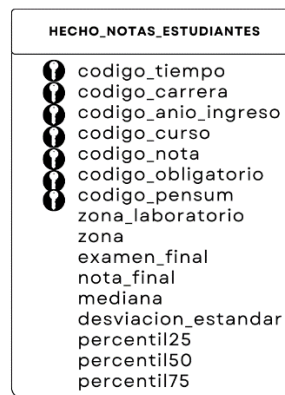 HECHO_NOTAS_ESTUDIANTES
codigo_tiempo
codigo_carrera
codigo_anio_ingreso
codigo_curso
codigo_nota
codigo_obligatorio
codigo_pensum
zona_laboratorio
zona
examen_final
nota_final
mediana
desviacion_estandar
percentil25
percentil50
percentil75